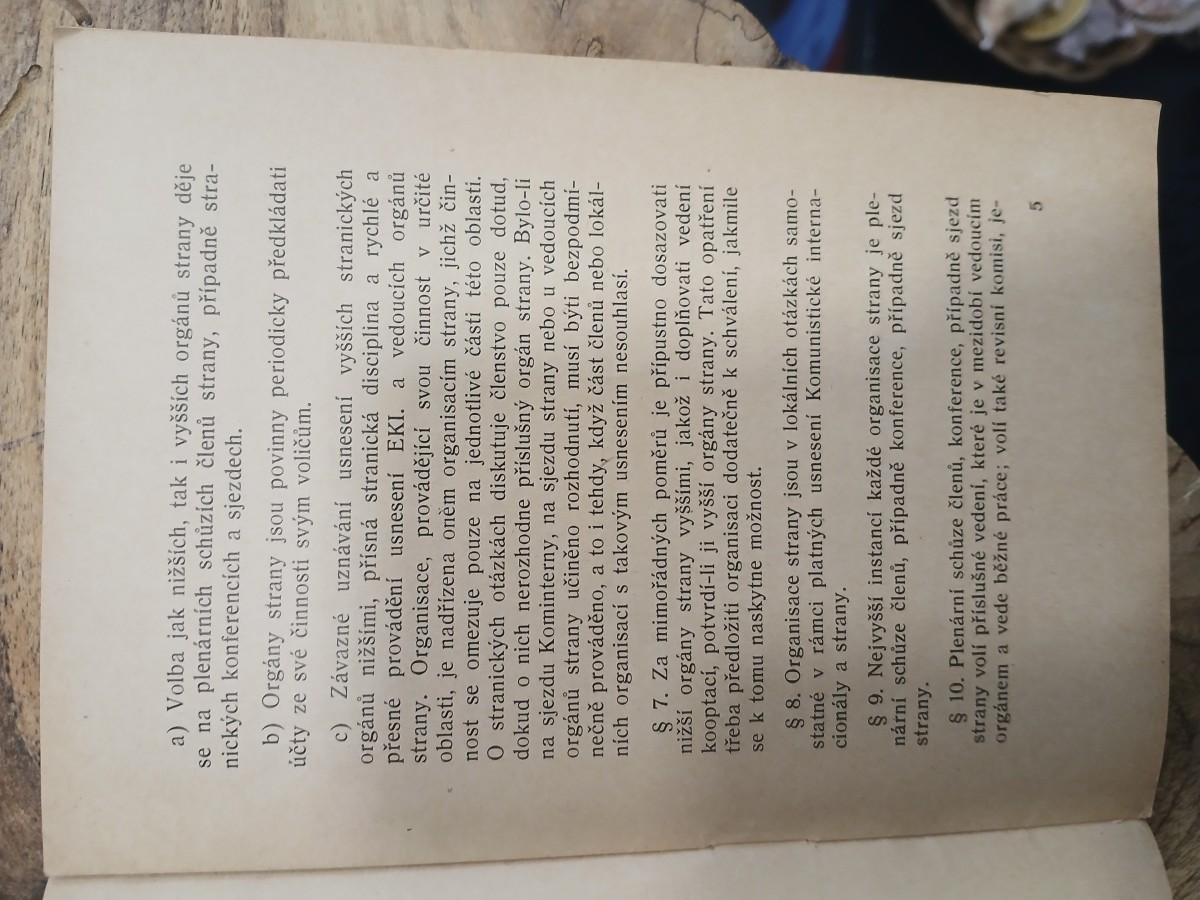 a) Volba jak nižších, tak i vyšších orgánů strany děje
se na plenárních schůzích členů strany, případně stra-
nických konferencích a sjezdech.
b) Orgány strany jsou povinny periodicky předkládati
účty ze své činnosti svým voličům.
c) Závazné uznávání usnesení vyšších stranických
orgánů nižšími, přísná stranická disciplina a rychlé a
přesné provádění usnesení EKI. a vedoucích orgánů
strany. Organisace, provádějící svou činnost v určité
oblasti, je nadřízena oněm organisacím strany, jichž čin-
nost se omezuje pouze na jednotlivé části této oblasti.
O stranických otázkách diskutuje členstvo pouze dotud,
dokud o nich nerozhodne příslušný orgán strany. Bylo-li
na sjezdu Kominterny, na sjezdu strany nebo u vedoucích
orgánů strany učiněno rozhodnutí, musí býti bezpodmí-
nečně prováděno, a to i tehdy, když část členů nebo lokál-
ních organisací s takovým usnesením nesouhlasí.
§ 7. Za mimořádných poměrů je přípustno dosazovati
nižší orgány strany vyššími, jakož i doplňovati vedení
kooptací, potvrdí-li ji vyšší orgány strany. Tato opatření
třeba předložiti organisaci dodatečně k schválení, jakmile
se k tomu naskytne možnost.
§ 8. Organisace strany jsou v lokálních otázkách samo-
statné v rámci platných usnesení Komunistické interna-
cionály a strany.
§ 9. Nejvyšší instancí každé organisace strany je ple-
nární schůze členů, případně konference, případně sjezd
strany.
§ 10. Plenární schůze členů, konference, případně sjezd
strany volí příslušné vedení, které je v mezidobí vedoucím
orgánem a vede běžné práce; volí také revisní komisi, je-
5